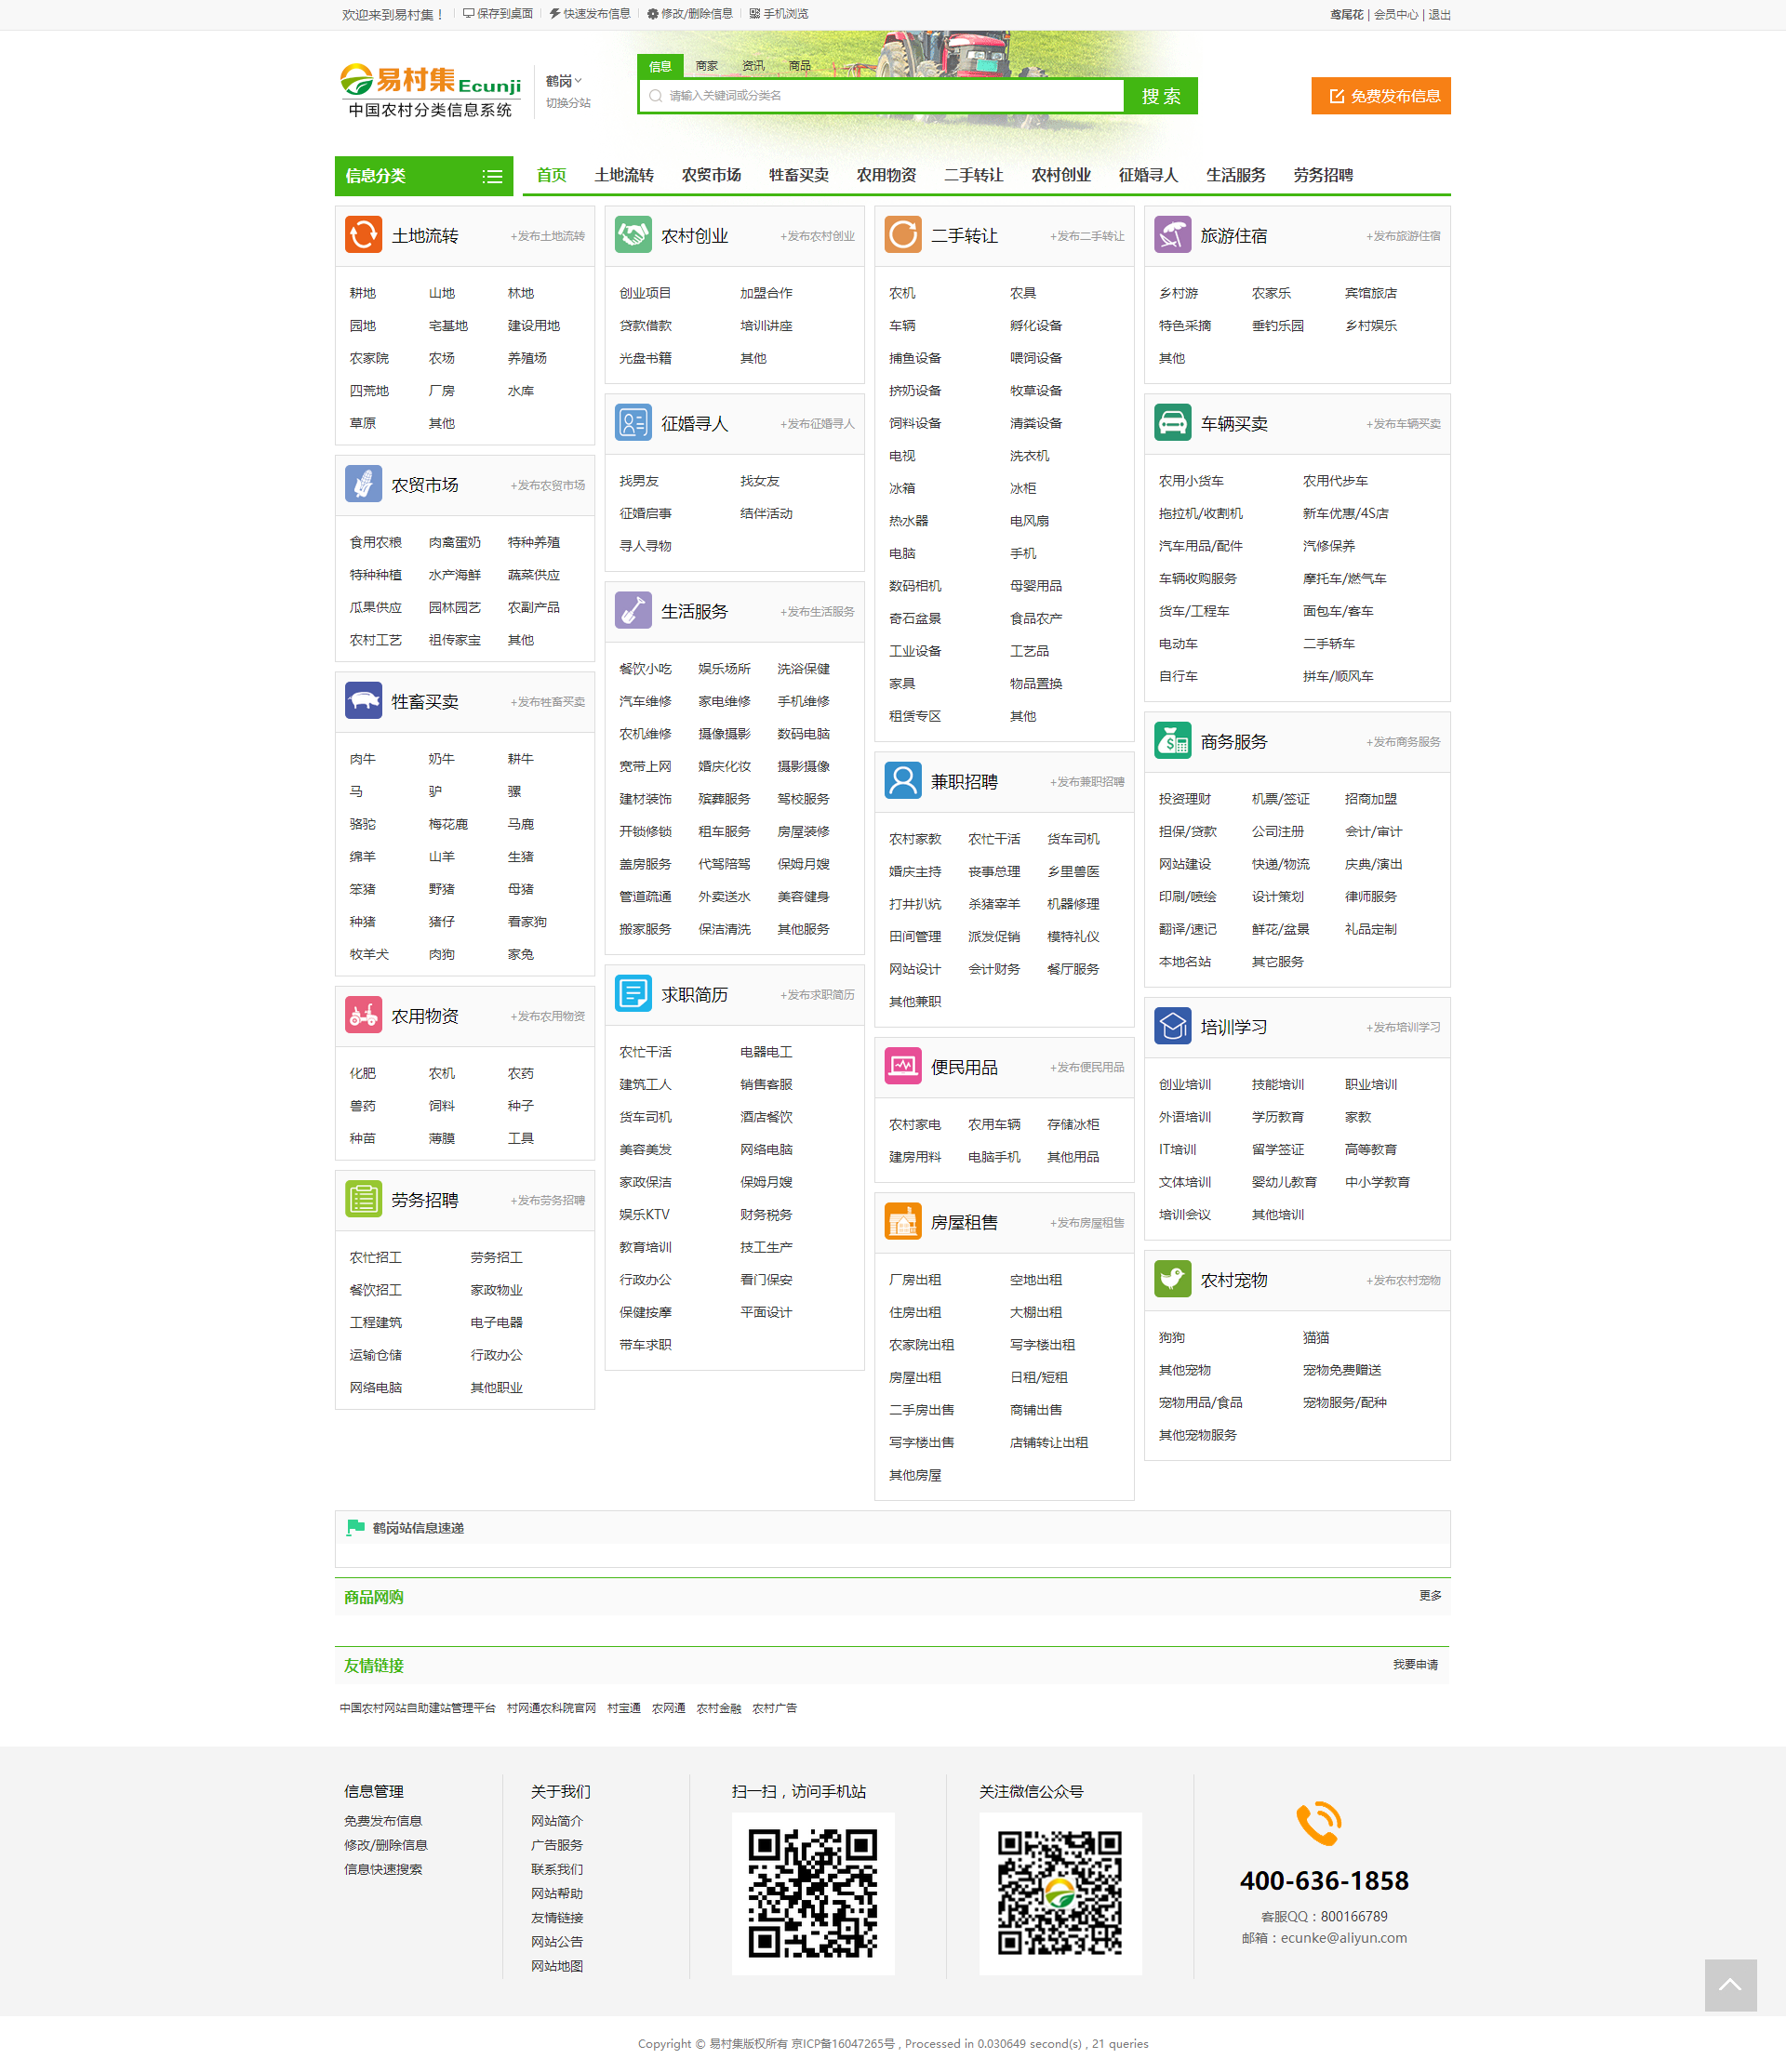 欢迎来到易村集！ 保存到桌面 快速发布信息 修改/删除信息 手机浏览 鸢尾花 | 会员中心 | 退出
易村集 Ecunji
中国农村分类信息系统
鹤岗
切换分站
信息 商家 资讯 商品
请输入关键词或分类名 搜 索
免费发布信息
信息分类 首页 土地流转 农贸市场 牲畜买卖 农用物资 二手转让 农村创业 征婚寻人 生活服务 劳务招聘
土地流转 +发布土地流转
耕地 山地 林地
园地 宅基地 建设用地
农家院 农场 养殖场
四荒地 厂房 水库
草原 其他
农贸市场 +发布农贸市场
食用农粮 肉禽蛋奶 特种养殖
特种种植 水产海鲜 蔬菜供应
瓜果供应 园林园艺 农副产品
农村工艺 祖传家宝 其他
牲畜买卖 +发布牲畜买卖
肉牛 奶牛 耕牛
马 驴 骡
骆驼 梅花鹿 马鹿
绵羊 山羊 生猪
笨猪 野猪 母猪
种猪 猪仔 看家狗
牧羊犬 肉狗 家兔
农用物资 +发布农用物资
化肥 农机 农药
兽药 饲料 种子
种苗 薄膜 工具
劳务招聘 +发布劳务招聘
农忙招工 劳务招工
餐饮招工 家政物业
工程建筑 电子电器
运输仓储 行政办公
网络电脑 其他职业
农村创业 +发布农村创业
创业项目 加盟合作
贷款借款 培训讲座
光盘书籍 其他
征婚寻人 +发布征婚寻人
找男友 找女友
征婚启事 结伴活动
寻人寻物
生活服务 +发布生活服务
餐饮小吃 娱乐场所 洗浴保健
汽车维修 家电维修 手机维修
农机维修 摄像摄影 数码电脑
宽带上网 婚庆化妆 摄影摄像
建材装饰 殡葬服务 驾校服务
开锁修锁 租车服务 房屋装修
盖房服务 代驾陪驾 保姆月嫂
管道疏通 外卖送水 美容健身
搬家服务 保洁清洗 其他服务
求职简历 +发布求职简历
农忙干活 电器电工
建筑工人 销售客服
货车司机 酒店餐饮
美容美发 网络电脑
家政保洁 保姆月嫂
娱乐KTV 财务税务
教育培训 技工生产
行政办公 看门保安
保健按摩 平面设计
带车求职
二手转让 +发布二手转让
农机 农具
车辆 孵化设备
捕鱼设备 喂饲设备
挤奶设备 牧草设备
饲料设备 清粪设备
电视 洗衣机
冰箱 冰柜
热水器 电风扇
电脑 手机
数码相机 母婴用品
奇石盆景 食品农产
工业设备 工艺品
家具 物品置换
租赁专区 其他
兼职招聘 +发布兼职招聘
农村家教 农忙干活 货车司机
婚庆主持 丧事总理 乡里兽医
打井扒炕 杀猪宰羊 机器修理
田间管理 派发促销 模特礼仪
网站设计 会计财务 餐厅服务
其他兼职
便民用品 +发布便民用品
农村家电 农用车辆 存储冰柜
建房用料 电脑手机 其他用品
房屋租售 +发布房屋租售
厂房出租 空地出租
住房出租 大棚出租
农家院出租 写字楼出租
房屋出租 日租/短租
二手房出售 商铺出售
写字楼出售 店铺转让出租
其他房屋
旅游住宿 +发布旅游住宿
乡村游 农家乐 宾馆旅店
特色采摘 垂钓乐园 乡村娱乐
其他
车辆买卖 +发布车辆买卖
农用小货车 农用代步车
拖拉机/收割机 新车优惠/4S店
汽车用品/配件 汽修保养
车辆收购服务 摩托车/燃气车
货车/工程车 面包车/客车
电动车 二手轿车
自行车 拼车/顺风车
商务服务 +发布商务服务
投资理财 机票/签证 招商加盟
担保/贷款 公司注册 会计/审计
网站建设 快递/物流 庆典/演出
印刷/喷绘 设计策划 律师服务
翻译/速记 鲜花/盆景 礼品定制
本地名站 其它服务
培训学习 +发布培训学习
创业培训 技能培训 职业培训
外语培训 学历教育 家教
IT培训 留学签证 高等教育
文体培训 婴幼儿教育 中小学教育
培训会议 其他培训
农村宠物 +发布农村宠物
狗狗 猫猫
其他宠物 宠物免费赠送
宠物用品/食品 宠物服务/配种
其他宠物服务
鹤岗站信息速递
商品网购 更多
友情链接 我要申请
中国农村网站自助建站管理平台 村网通农科院官网 村宝通 农网通 农村金融 农村广告
信息管理
免费发布信息
修改/删除信息
信息快速搜索
关于我们
网站简介
广告服务
联系我们
网站帮助
友情链接
网站公告
网站地图
扫一扫，访问手机站
关注微信公众号
400-636-1858
客服QQ：800166789
邮箱：ecunke@aliyun.com
Copyright © 易村集版权所有 京ICP备16047265号 , Processed in 0.030649 second(s) , 21 queries